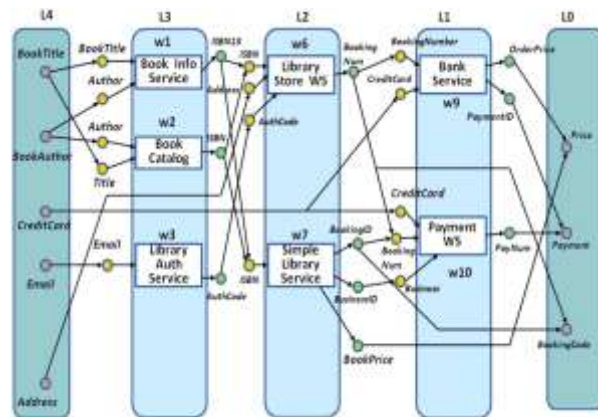 L4
L3
L2
L1
L0
BookTitle
BookTitle
w1
Book Info
Service
Author
ISBN10
ISBN
w6
Library
Store WS
Address
AuthCode
Booking
Num
BookingNumber
CreditCard
Bank
Service
w9
OrderPrice
PaymentID
Price
Author
w2
Book
Catalog
BookAuthor
Title
CreditCard
CreditCard
Email
w3
Library
Auth
Service
Email
AuthCode
ISBN
w7
Simple
Library
Service
BookingID
Booking
Num
BusinessID
Business
Payment
WS
w10
PayNum
Payment
BookPrice
BookingCode
Address